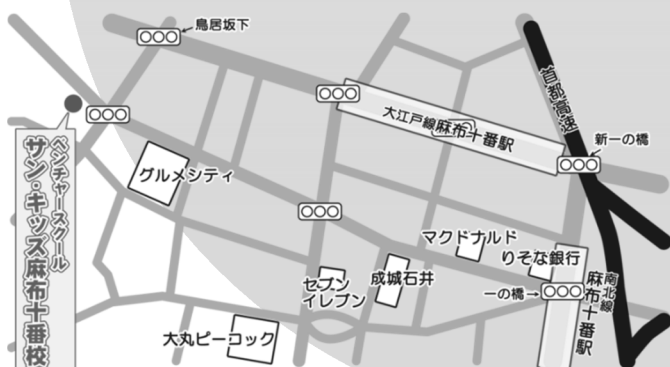 鳥居坂下
大江戸線麻布十番駅
首都高速
新一の橋
ベンチャースクール
サン・キッズ麻布十番校
グルメシティ
マクドナルド
りそな銀行
セブン
イレブン
成城石井
一の橋→
南北線
麻布十番駅
大丸ピーコック